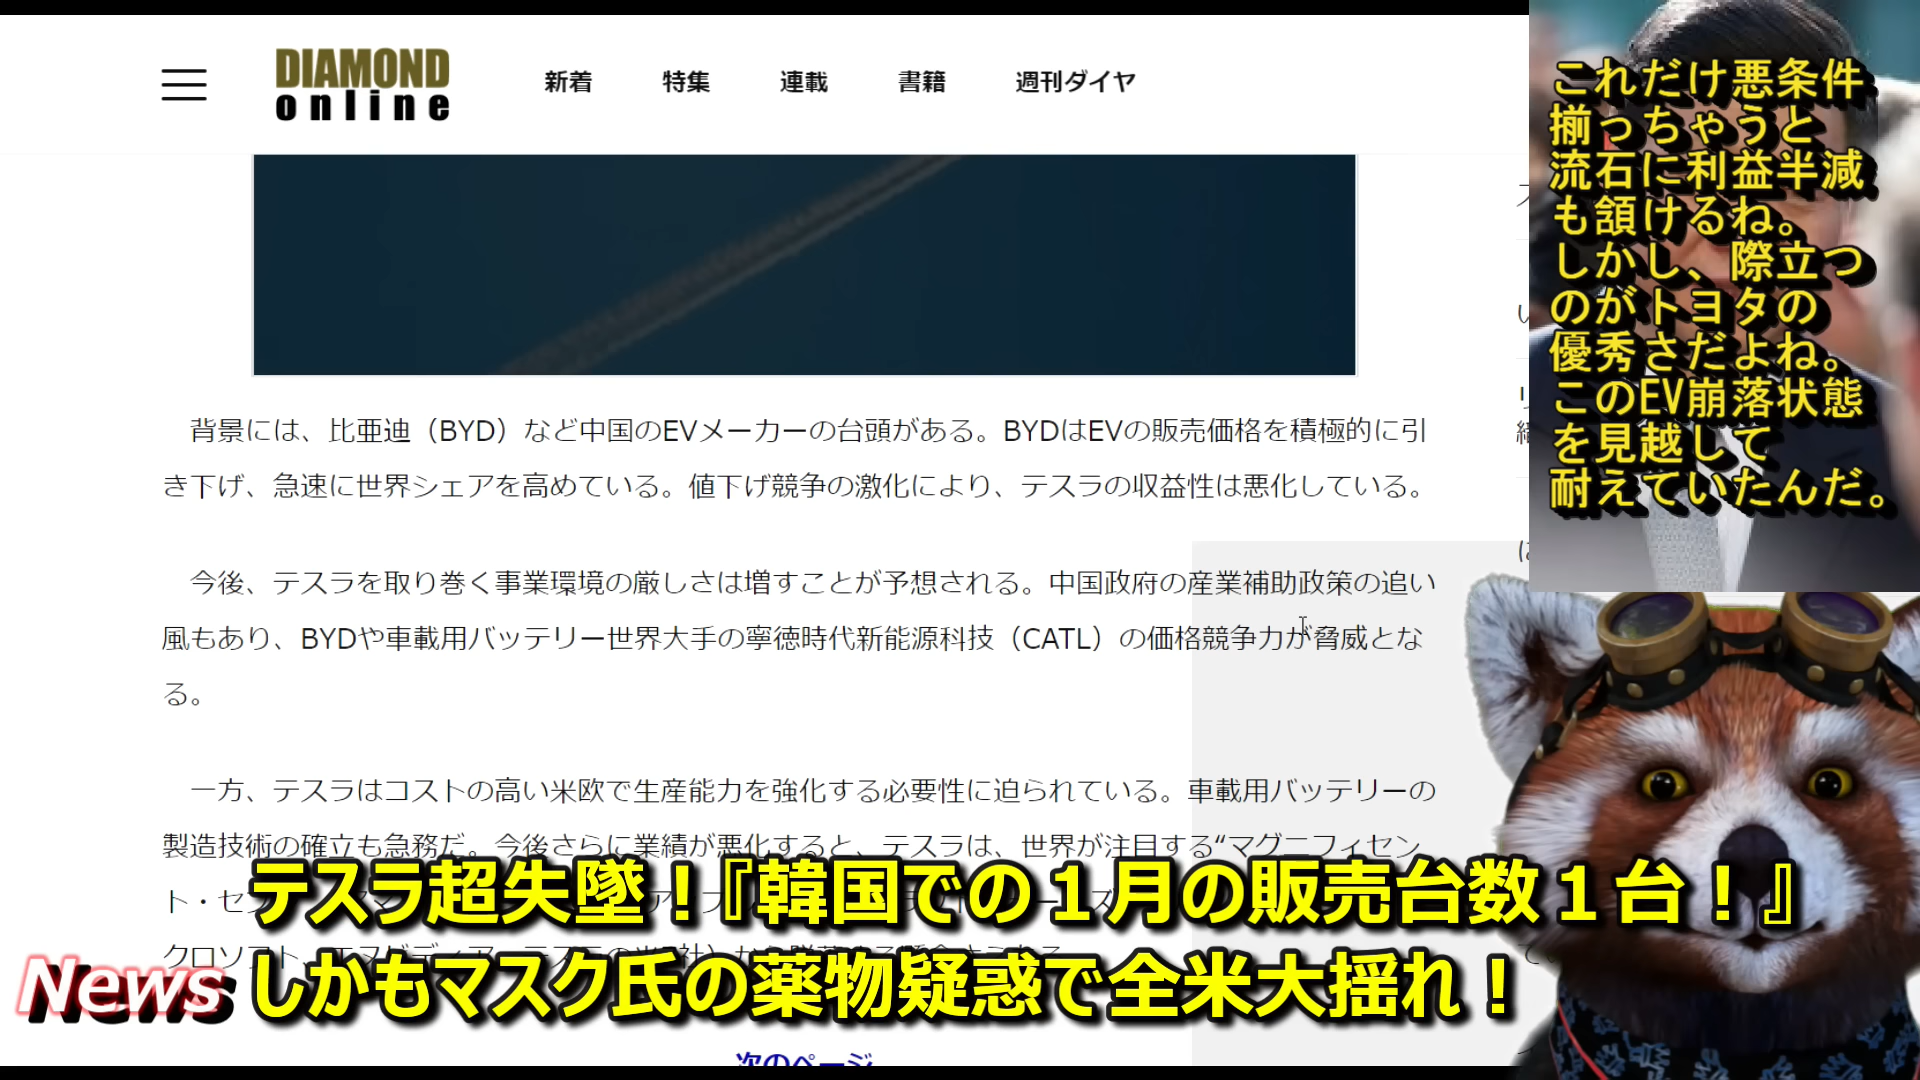 DIAMOND
online
新着
特集
連載
書籍
週刊ダイヤ
これだけ悪条件
揃っちゃうと
流石に利益半減
も頷けるね。
しかし、際立つ
のがトヨタの
優秀さだよね。
このEV崩落状態
を見越して
耐えていたんだ。
背景には、比亜迪（BYD）など中国のEVメーカーの台頭がある。BYDはEVの販売価格を積極的に引
き下げ、急速に世界シェアを高めている。値下げ競争の激化により、テスラの収益性は悪化している。
今後、テスラを取り巻く事業環境の厳しさは増すことが予想される。中国政府の産業補助政策の追い
風もあり、BYDや車載用バッテリー世界大手の寧徳時代新能源科技（CATL）の価格競争力が脅威とな
る。
一方、テスラはコストの高い米欧で生産能力を強化する必要性に迫られている。車載用バッテリーの
製造技術の確立も急務だ。今後さらに業績が悪化すると、テスラは、世界が注目する“マグニフィセン
ト・セ
クロソフト、
テスラ超失墜！『韓国での１月の販売台数１台！』
News
しかもマスク氏の薬物疑惑で全米大揺れ！
次のページ